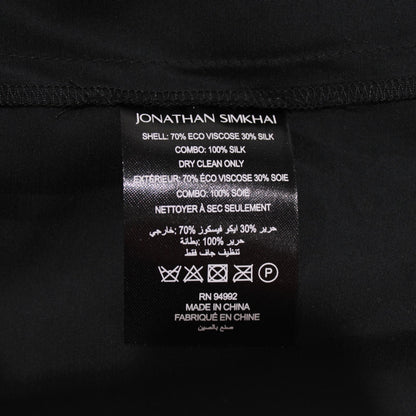 JONATHAN SIMKHAI
SHELL: 70% ECO VISCOSE 30% SILK
COMBO: 100% SILK
DRY CLEAN ONLY
EXTÉRIEUR: 70% ÉCO VISCOSE 30% SOIE
COMBO: 100% SOIE
NETTOYER À SEC SEULEMENT
حرير 30% ايكو فيسكوز 70% :خارجي
حرير 100% :بطانة
تنظيف جاف فقط
P
RN 94992
MADE IN CHINA
FABRIQUÉ EN CHINE
صنع بالصين